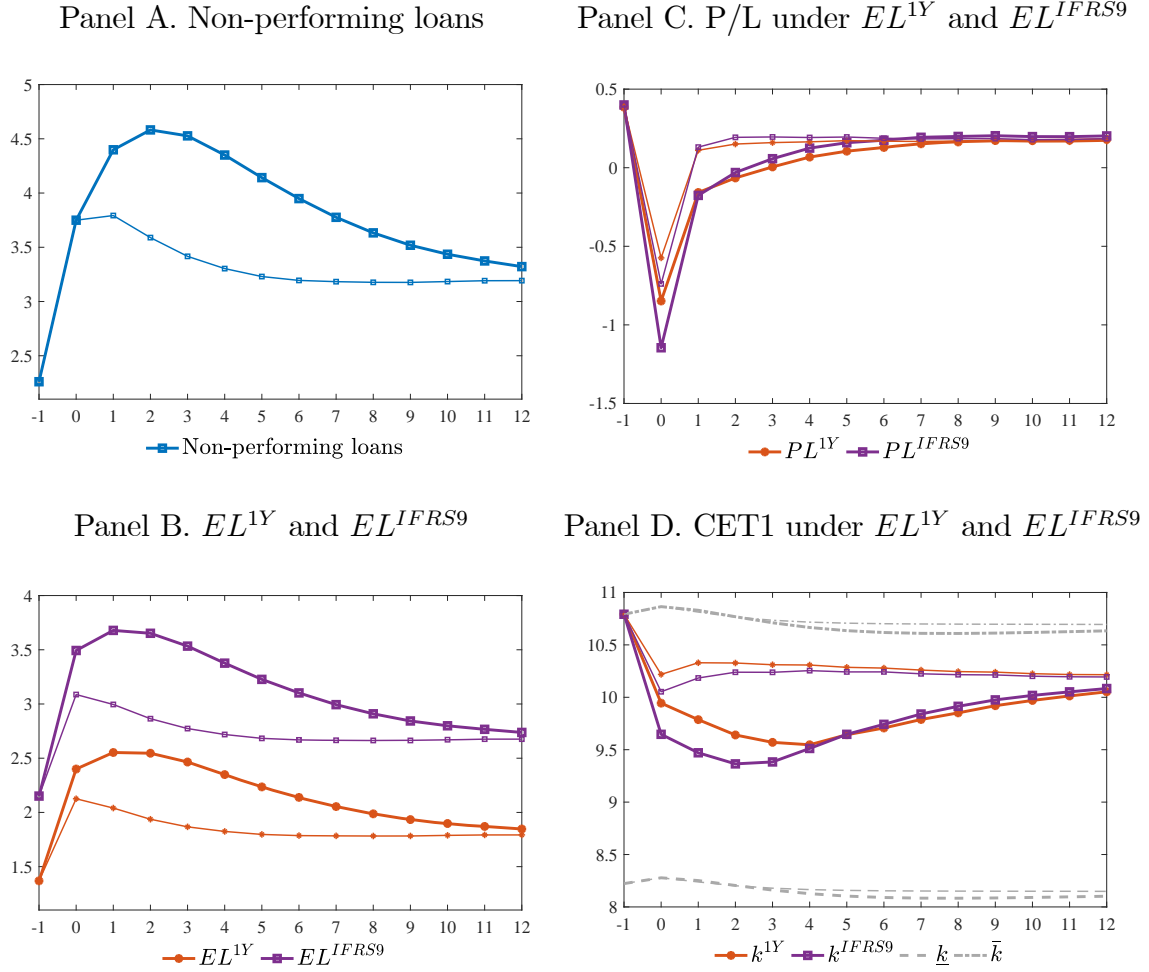 Panel A. Non-performing loans
5
4.5
4
3.5
3
2.5
-1 0 1 2 3 4 5 6 7 8 9 10 11 12
Non-performing loans
Panel C. P/L under EL^{1Y} and EL^{IFRS9}
0.5
0
-0.5
-1
-1.5
-1 0 1 2 3 4 5 6 7 8 9 10 11 12
PL^{1Y} PL^{IFRS9}
Panel B. EL^{1Y} and EL^{IFRS9}
4
3.5
3
2.5
2
1.5
-1 0 1 2 3 4 5 6 7 8 9 10 11 12
EL^{1Y} EL^{IFRS9}
Panel D. CET1 under EL^{1Y} and EL^{IFRS9}
11
10.5
10
9.5
9
8.5
8
-1 0 1 2 3 4 5 6 7 8 9 10 11 12
k^{1Y} k^{IFRS9} \underline{k} \bar{k}